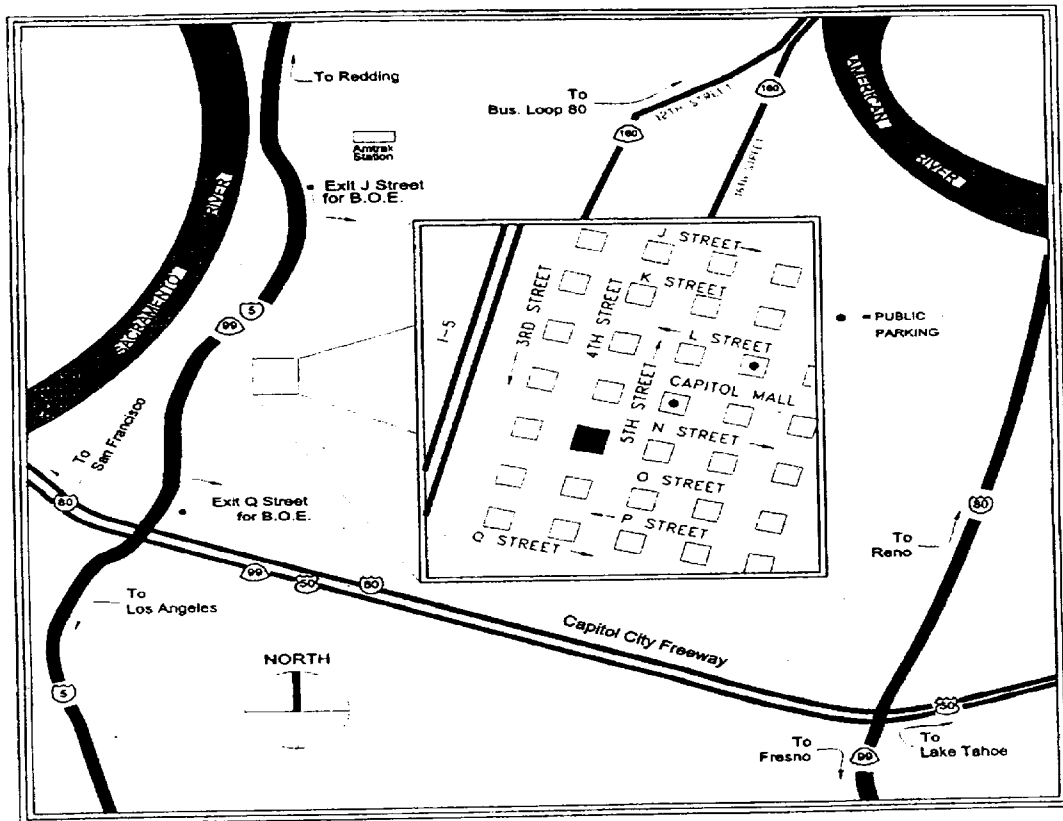 To Redding
To
Bus. Loop 80
12TH STREET
160
160
16TH STREET
AMERICAN
RIVER
Amtrak
Station
Exit J Street
for B.O.E.
SACRAMENTO
RIVER
99
5
J STREET
K STREET
3RD STREET
4TH STREET
I-5
L STREET
5TH STREET
CAPITOL MALL
N STREET
O STREET
P STREET
Q STREET
= PUBLIC
PARKING
To
San Francisco
80
Exit Q Street
for B.O.E.
80
To
Reno
99
50
80
To
Los Angeles
Capitol City Freeway
NORTH
5
50
To
Lake Tahoe
To
Fresno
99